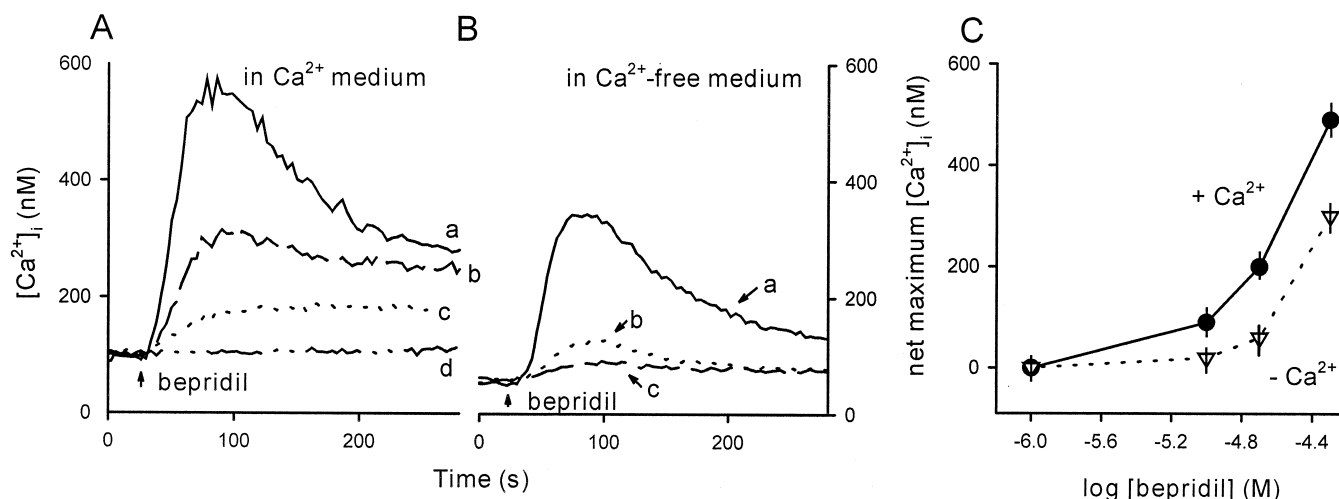 A
in Ca²⁺ medium
[Ca²⁺]ᵢ (nM)
600
400
200
0
a
b
c
d
bepridil
0
100
200
B
in Ca²⁺-free medium
600
400
200
0
a
b
c
bepridil
0
100
200
Time (s)
C
net maximum [Ca²⁺]ᵢ (nM)
600
400
200
0
+ Ca²⁺
- Ca²⁺
-6.0
-5.6
-5.2
-4.8
-4.4
log [bepridil] (M)